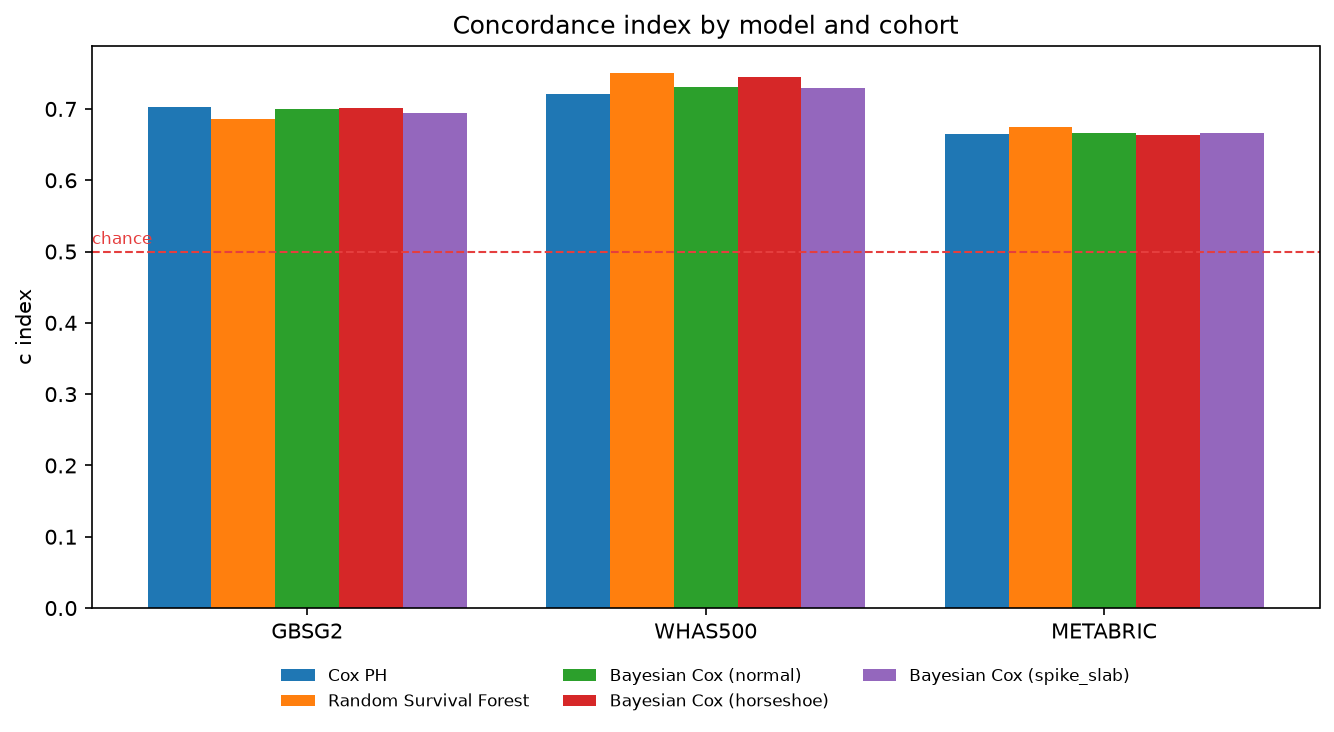 Concordance index by model and cohort
c index
0.7
0.6
0.5
0.4
0.3
0.2
0.1
0.0
chance
GBSG2 WHAS500 METABRIC
Cox PH
Random Survival Forest
Bayesian Cox (normal)
Bayesian Cox (horseshoe)
Bayesian Cox (spike_slab)